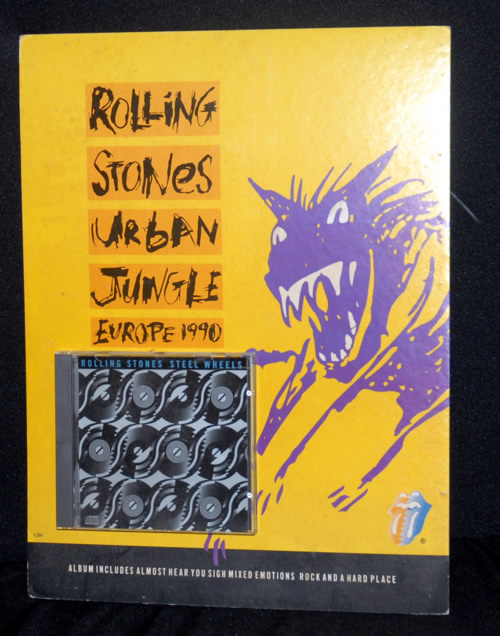 ROLLING
STONES
URBAN
JUNGLE
EUROPE 1990
ROLLING STONES STEEL WHEELS
®
ALBUM INCLUDES ALMOST HEAR YOU SIGH MIXED EMOTIONS ROCK AND A HARD PLACE